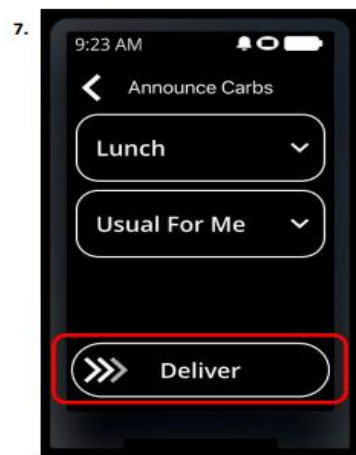 7.
9:23 AM
Announce Carbs
Lunch
Usual For Me
Deliver